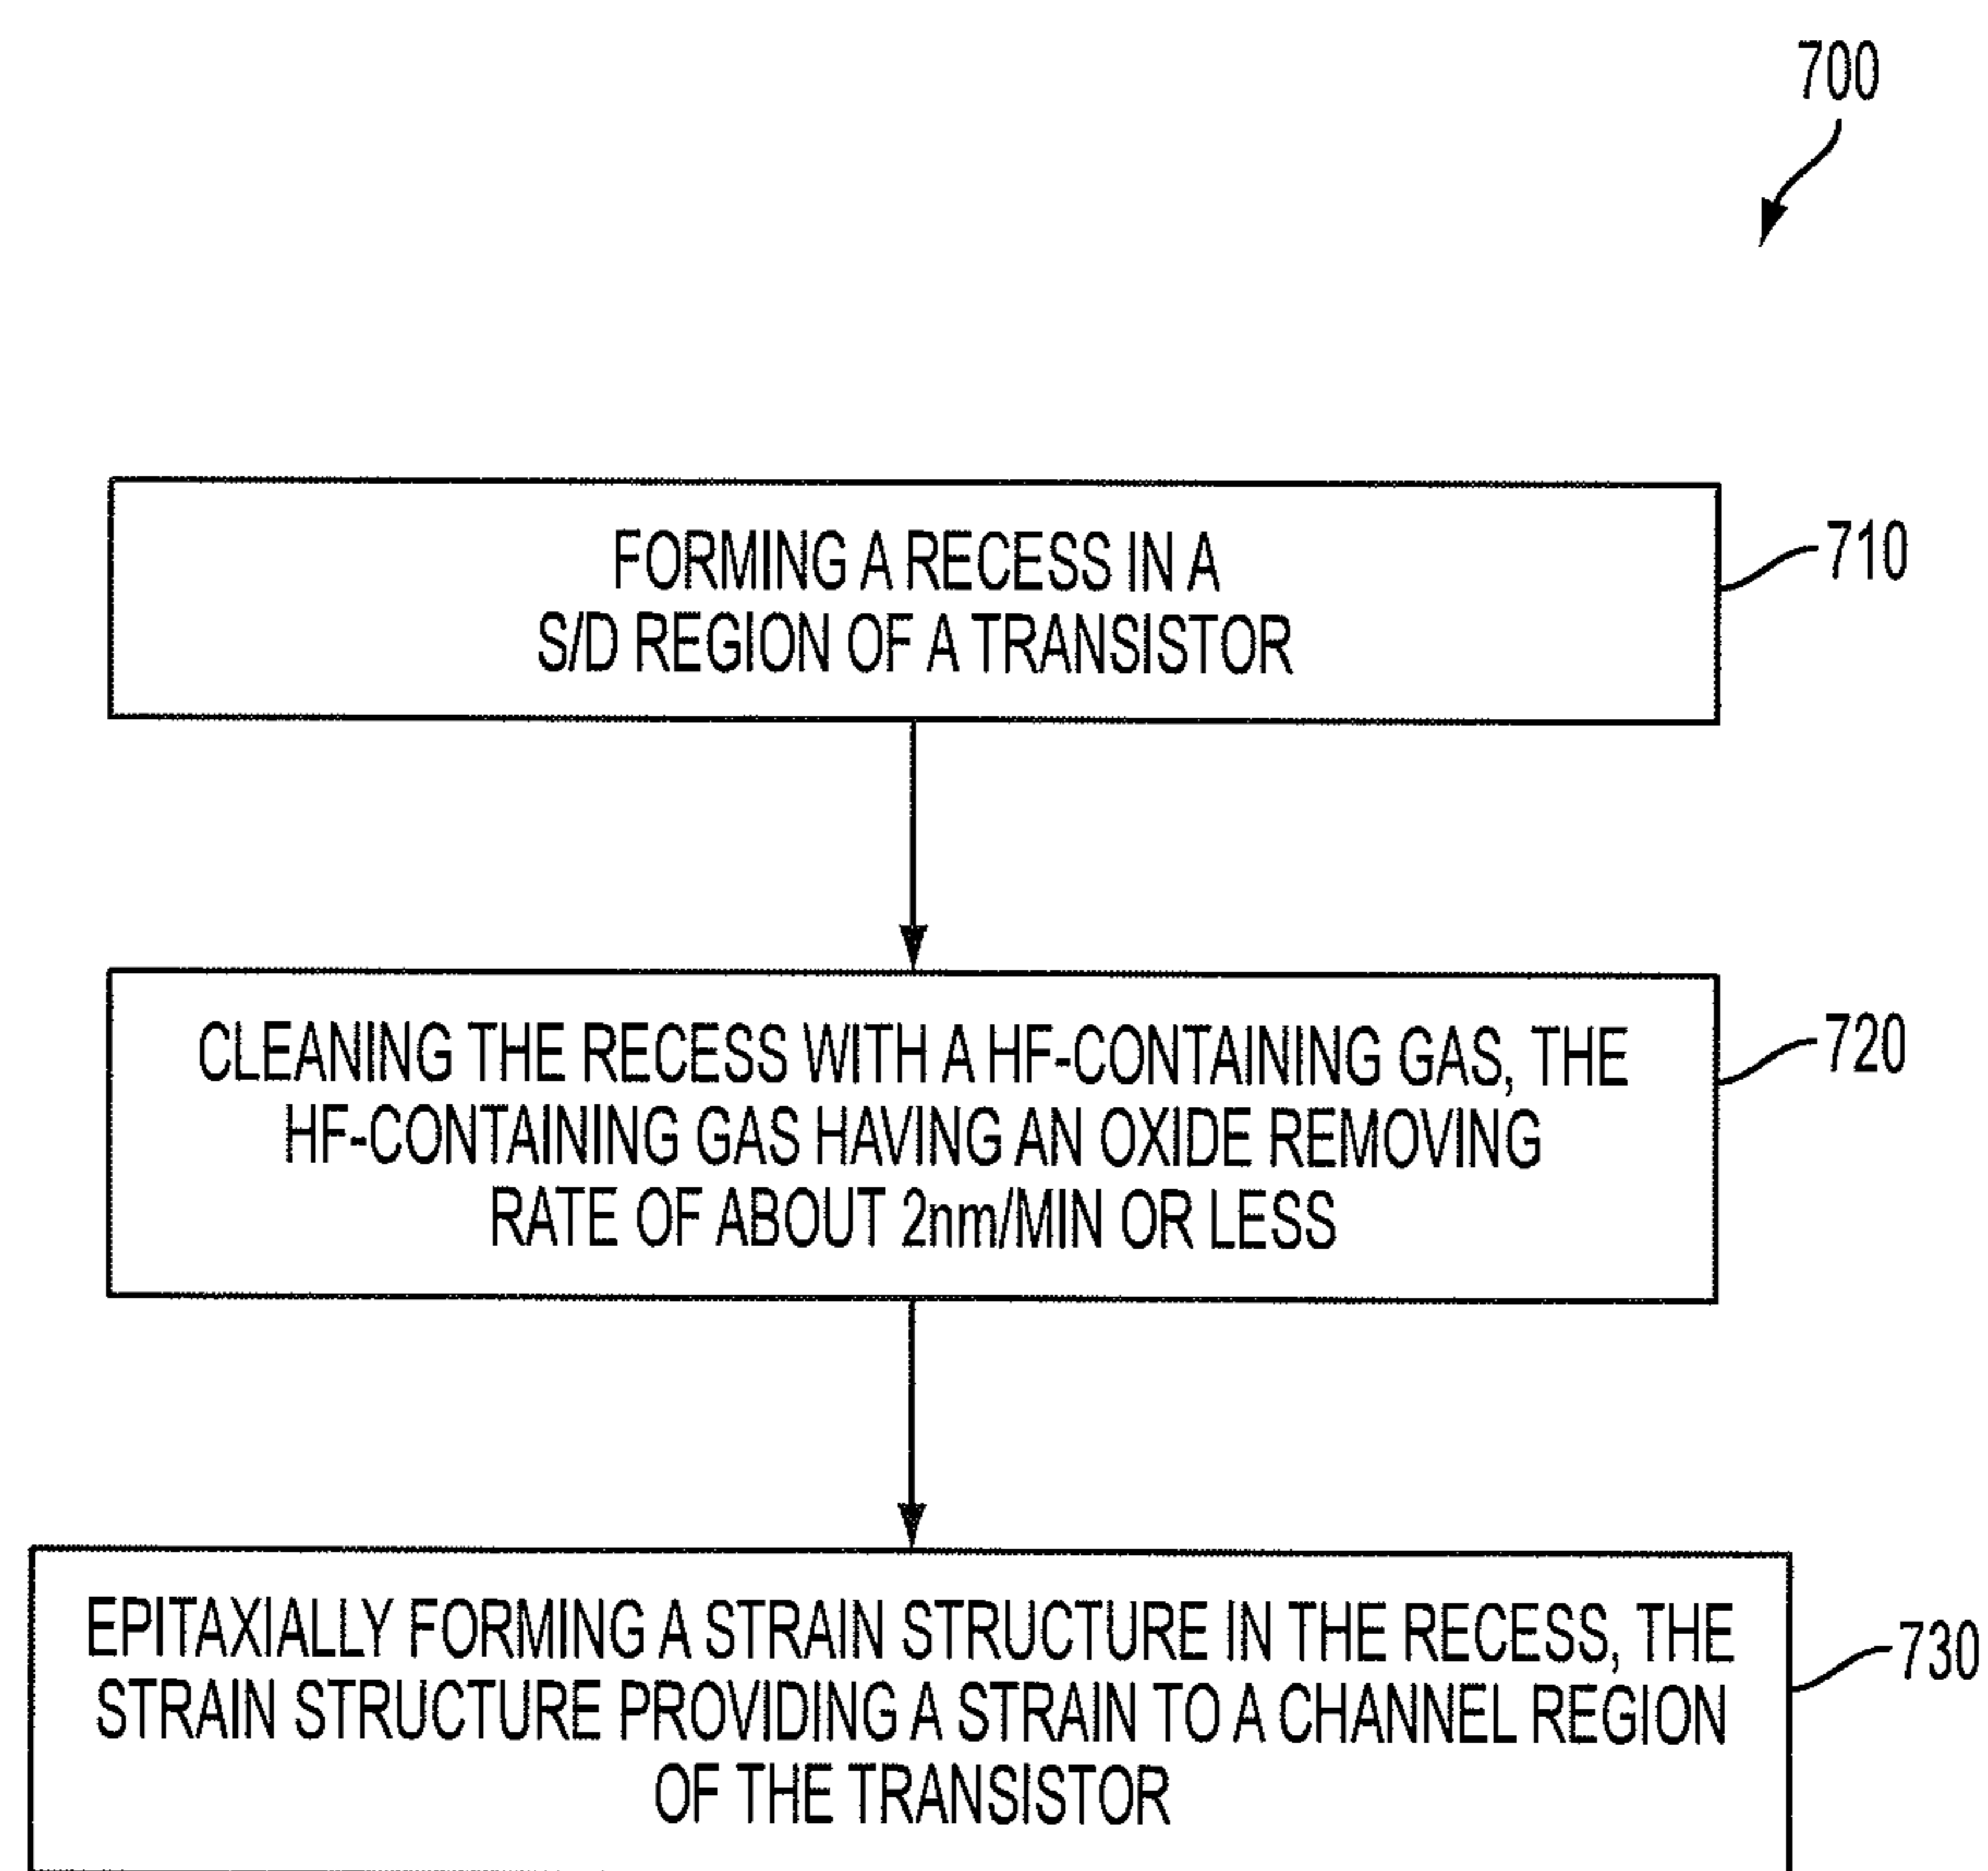 700
FORMING A RECESS IN A
S/D REGION OF A TRANSISTOR
710
CLEANING THE RECESS WITH A HF-CONTAINING GAS, THE
HF-CONTAINING GAS HAVING AN OXIDE REMOVING
RATE OF ABOUT 2nm/MIN OR LESS
720
EPITAXIALLY FORMING A STRAIN STRUCTURE IN THE RECESS, THE
STRAIN STRUCTURE PROVIDING A STRAIN TO A CHANNEL REGION
OF THE TRANSISTOR
730